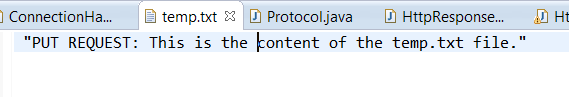 ConnectionHa... temp.txt Protocol.java HttpResponse... Ht
"PUT REQUEST: This is the content of the temp.txt file."